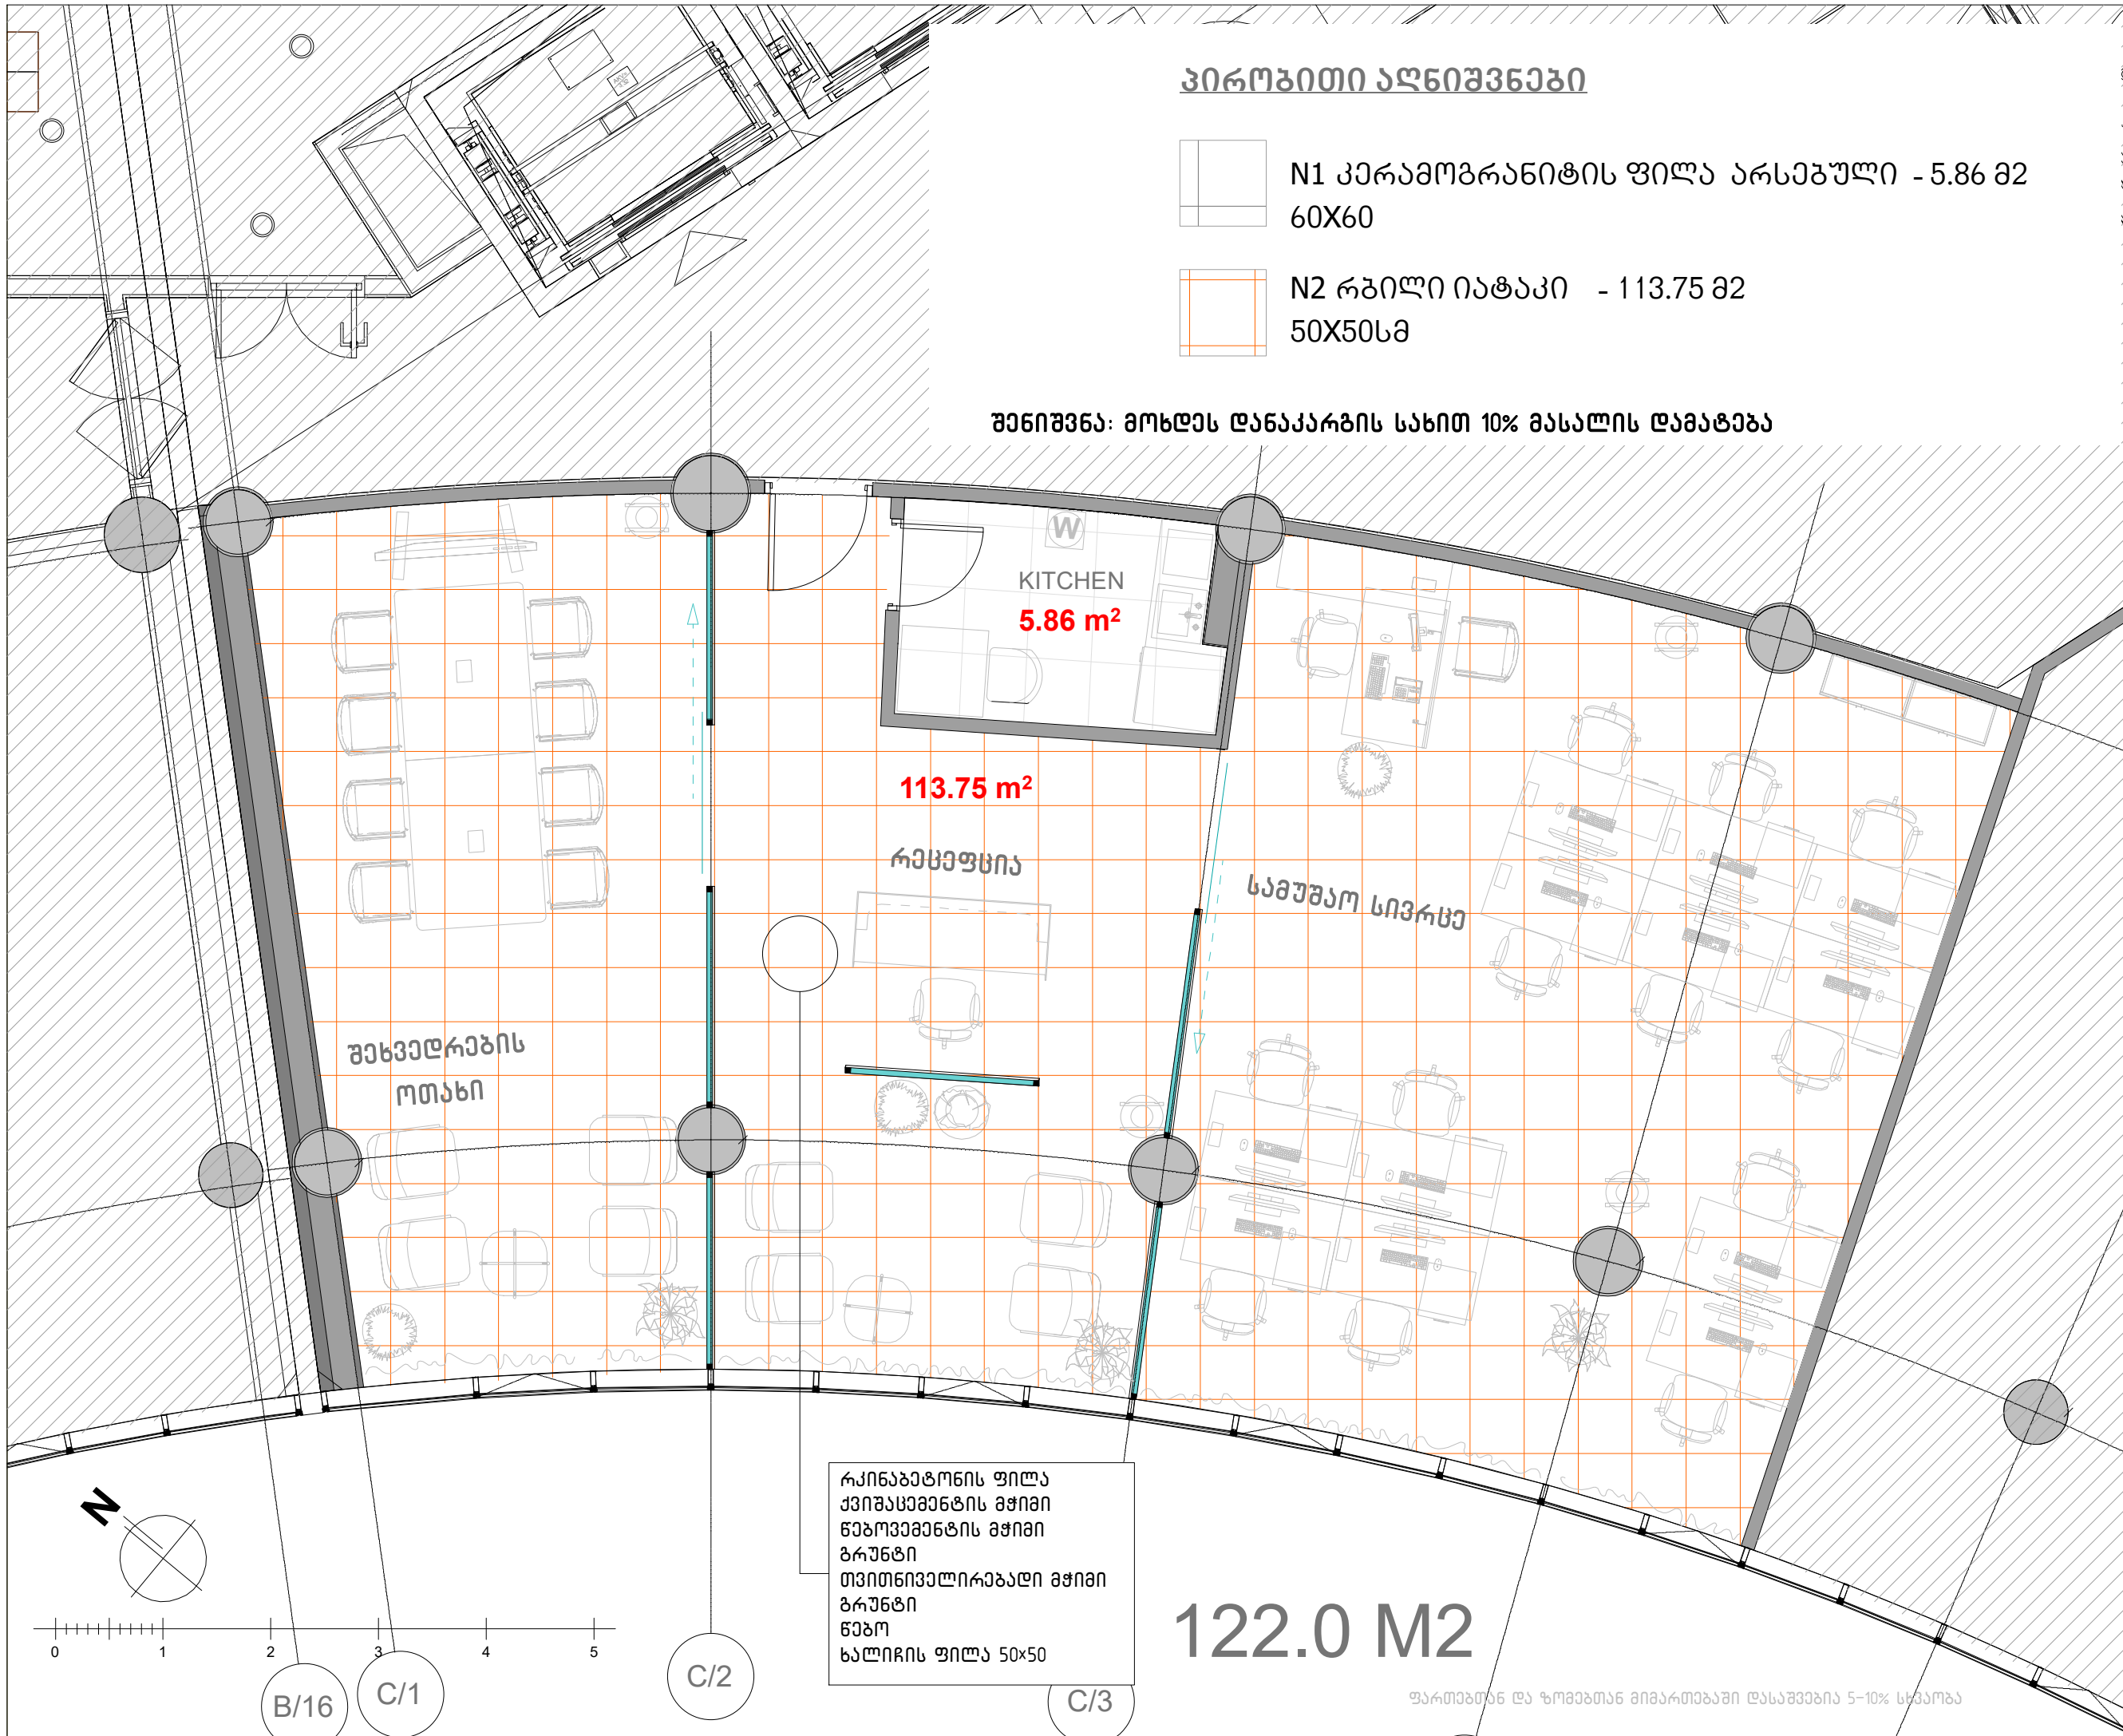 პირობითი აღნიშვნები
N1 კერამოგრანიტის ფილა არსებული - 5.86 მ2
60X60
N2 რბილი იატაკი - 113.75 მ2
50X50სმ
შენიშვნა: მოხდეს დანაკარგის სახით 10% მასალის დამატება
W
KITCHEN
5.86 m²
113.75 m²
რეცეფცია
სამუშაო სივრცე
შეხვედრების
ოთახი
რკინაბეტონის ფილა
ქვიშაცემენტის მჭიმი
წებოვემენტის მჭიმი
გრუნტი
თვითნიველირებადი მჭიმი
გრუნტი
წებო
ხალიჩის ფილა 50x50
N
0 1 2 3 4 5
B/16
C/1
C/2
C/3
122.0 M2
ფართებთან და ზომებთან მიმართებაში დასაშვებია 5-10% სხვაობა